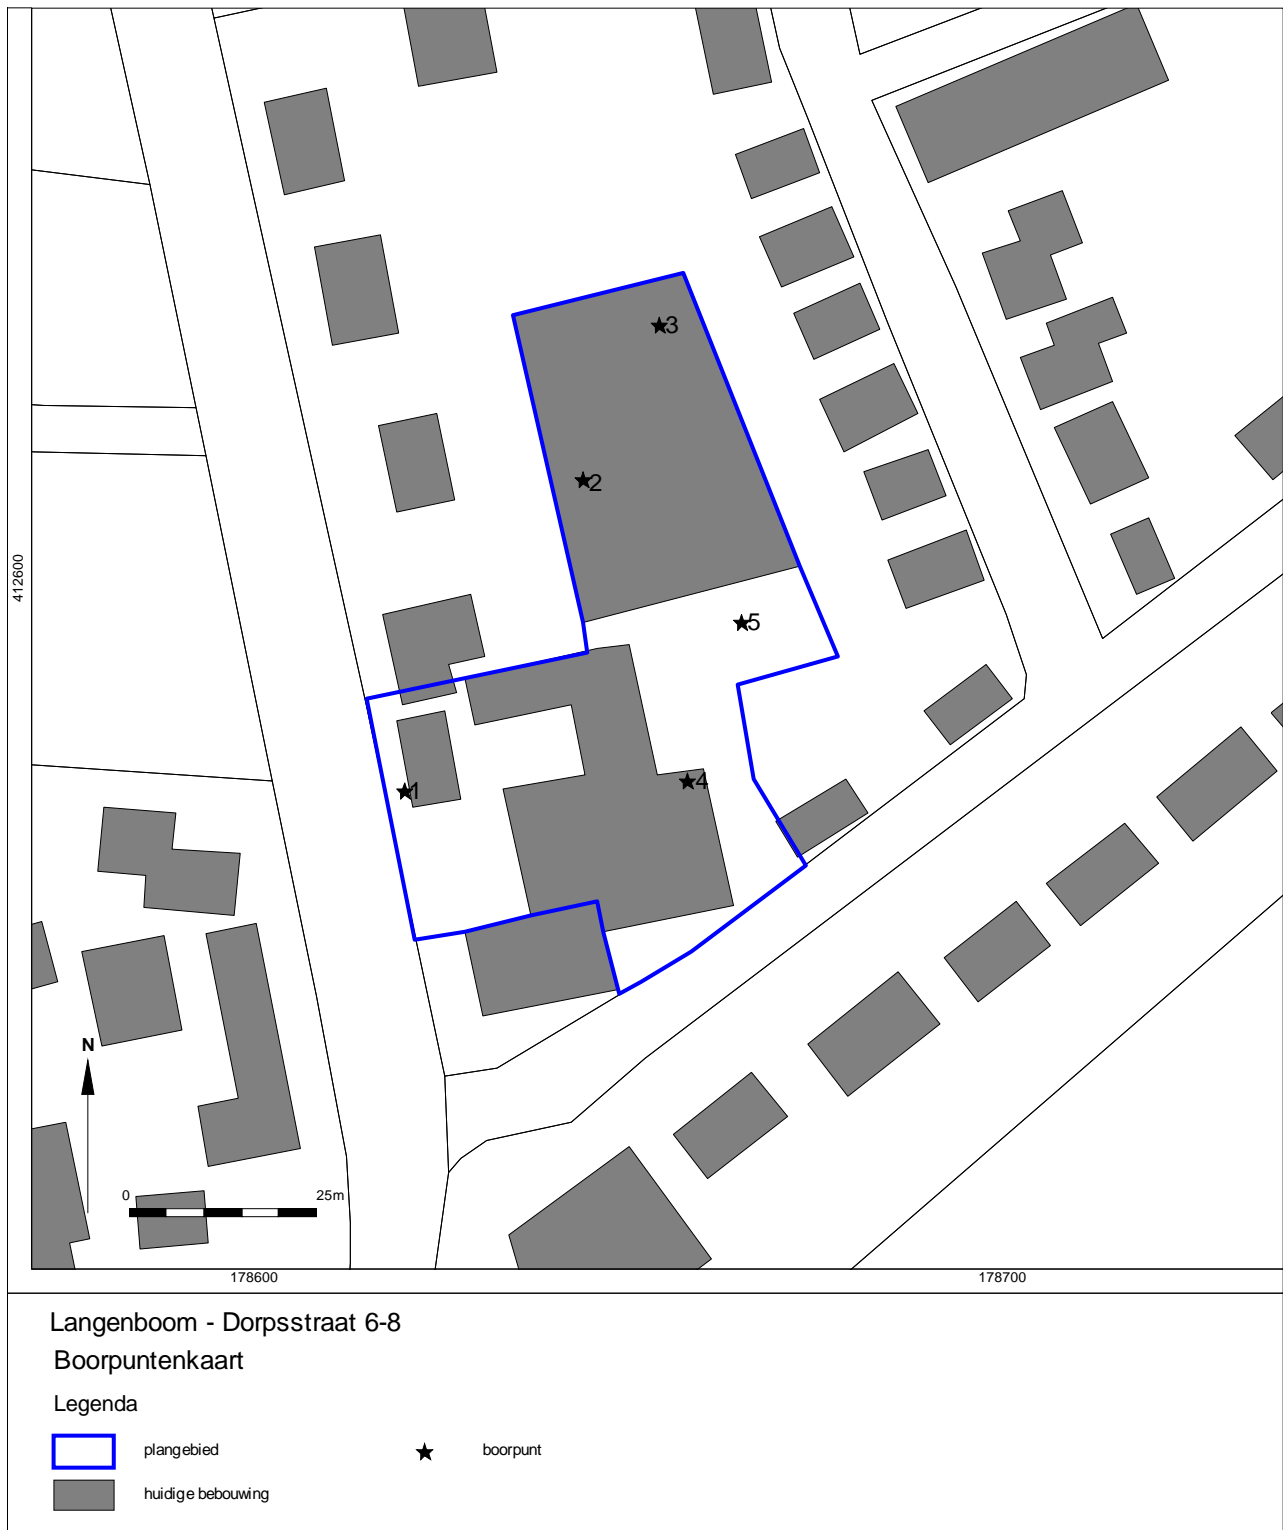 3
2
412600
5
1
4
N
0 25m
178600 178700
Langenboom - Dorpsstraat 6-8
Boorpuntenkaart
Legenda
plangebied boorpunt
huidige bebouwing